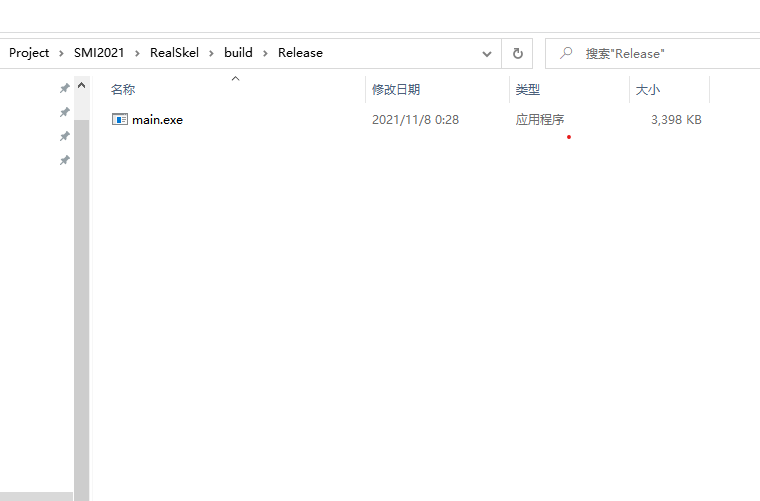 Project > SMI2021 > RealSkel > build > Release 搜索"Release"
名称 修改日期 类型 大小
main.exe 2021/11/8 0:28 应用程序 3,398 KB